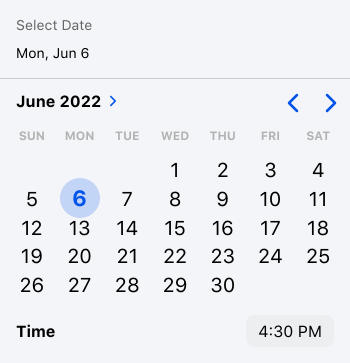 Select Date
Mon, Jun 6
June 2022
SUN MON TUE WED THU FRI SAT
1 2 3 4
5 6 7 8 9 10 11
12 13 14 15 16 17 18
19 20 21 22 23 24 25
26 27 28 29 30
Time 4:30 PM